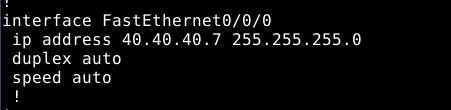 !
interface FastEthernet0/0/0
 ip address 40.40.40.7 255.255.255.0
 duplex auto
 speed auto
 !